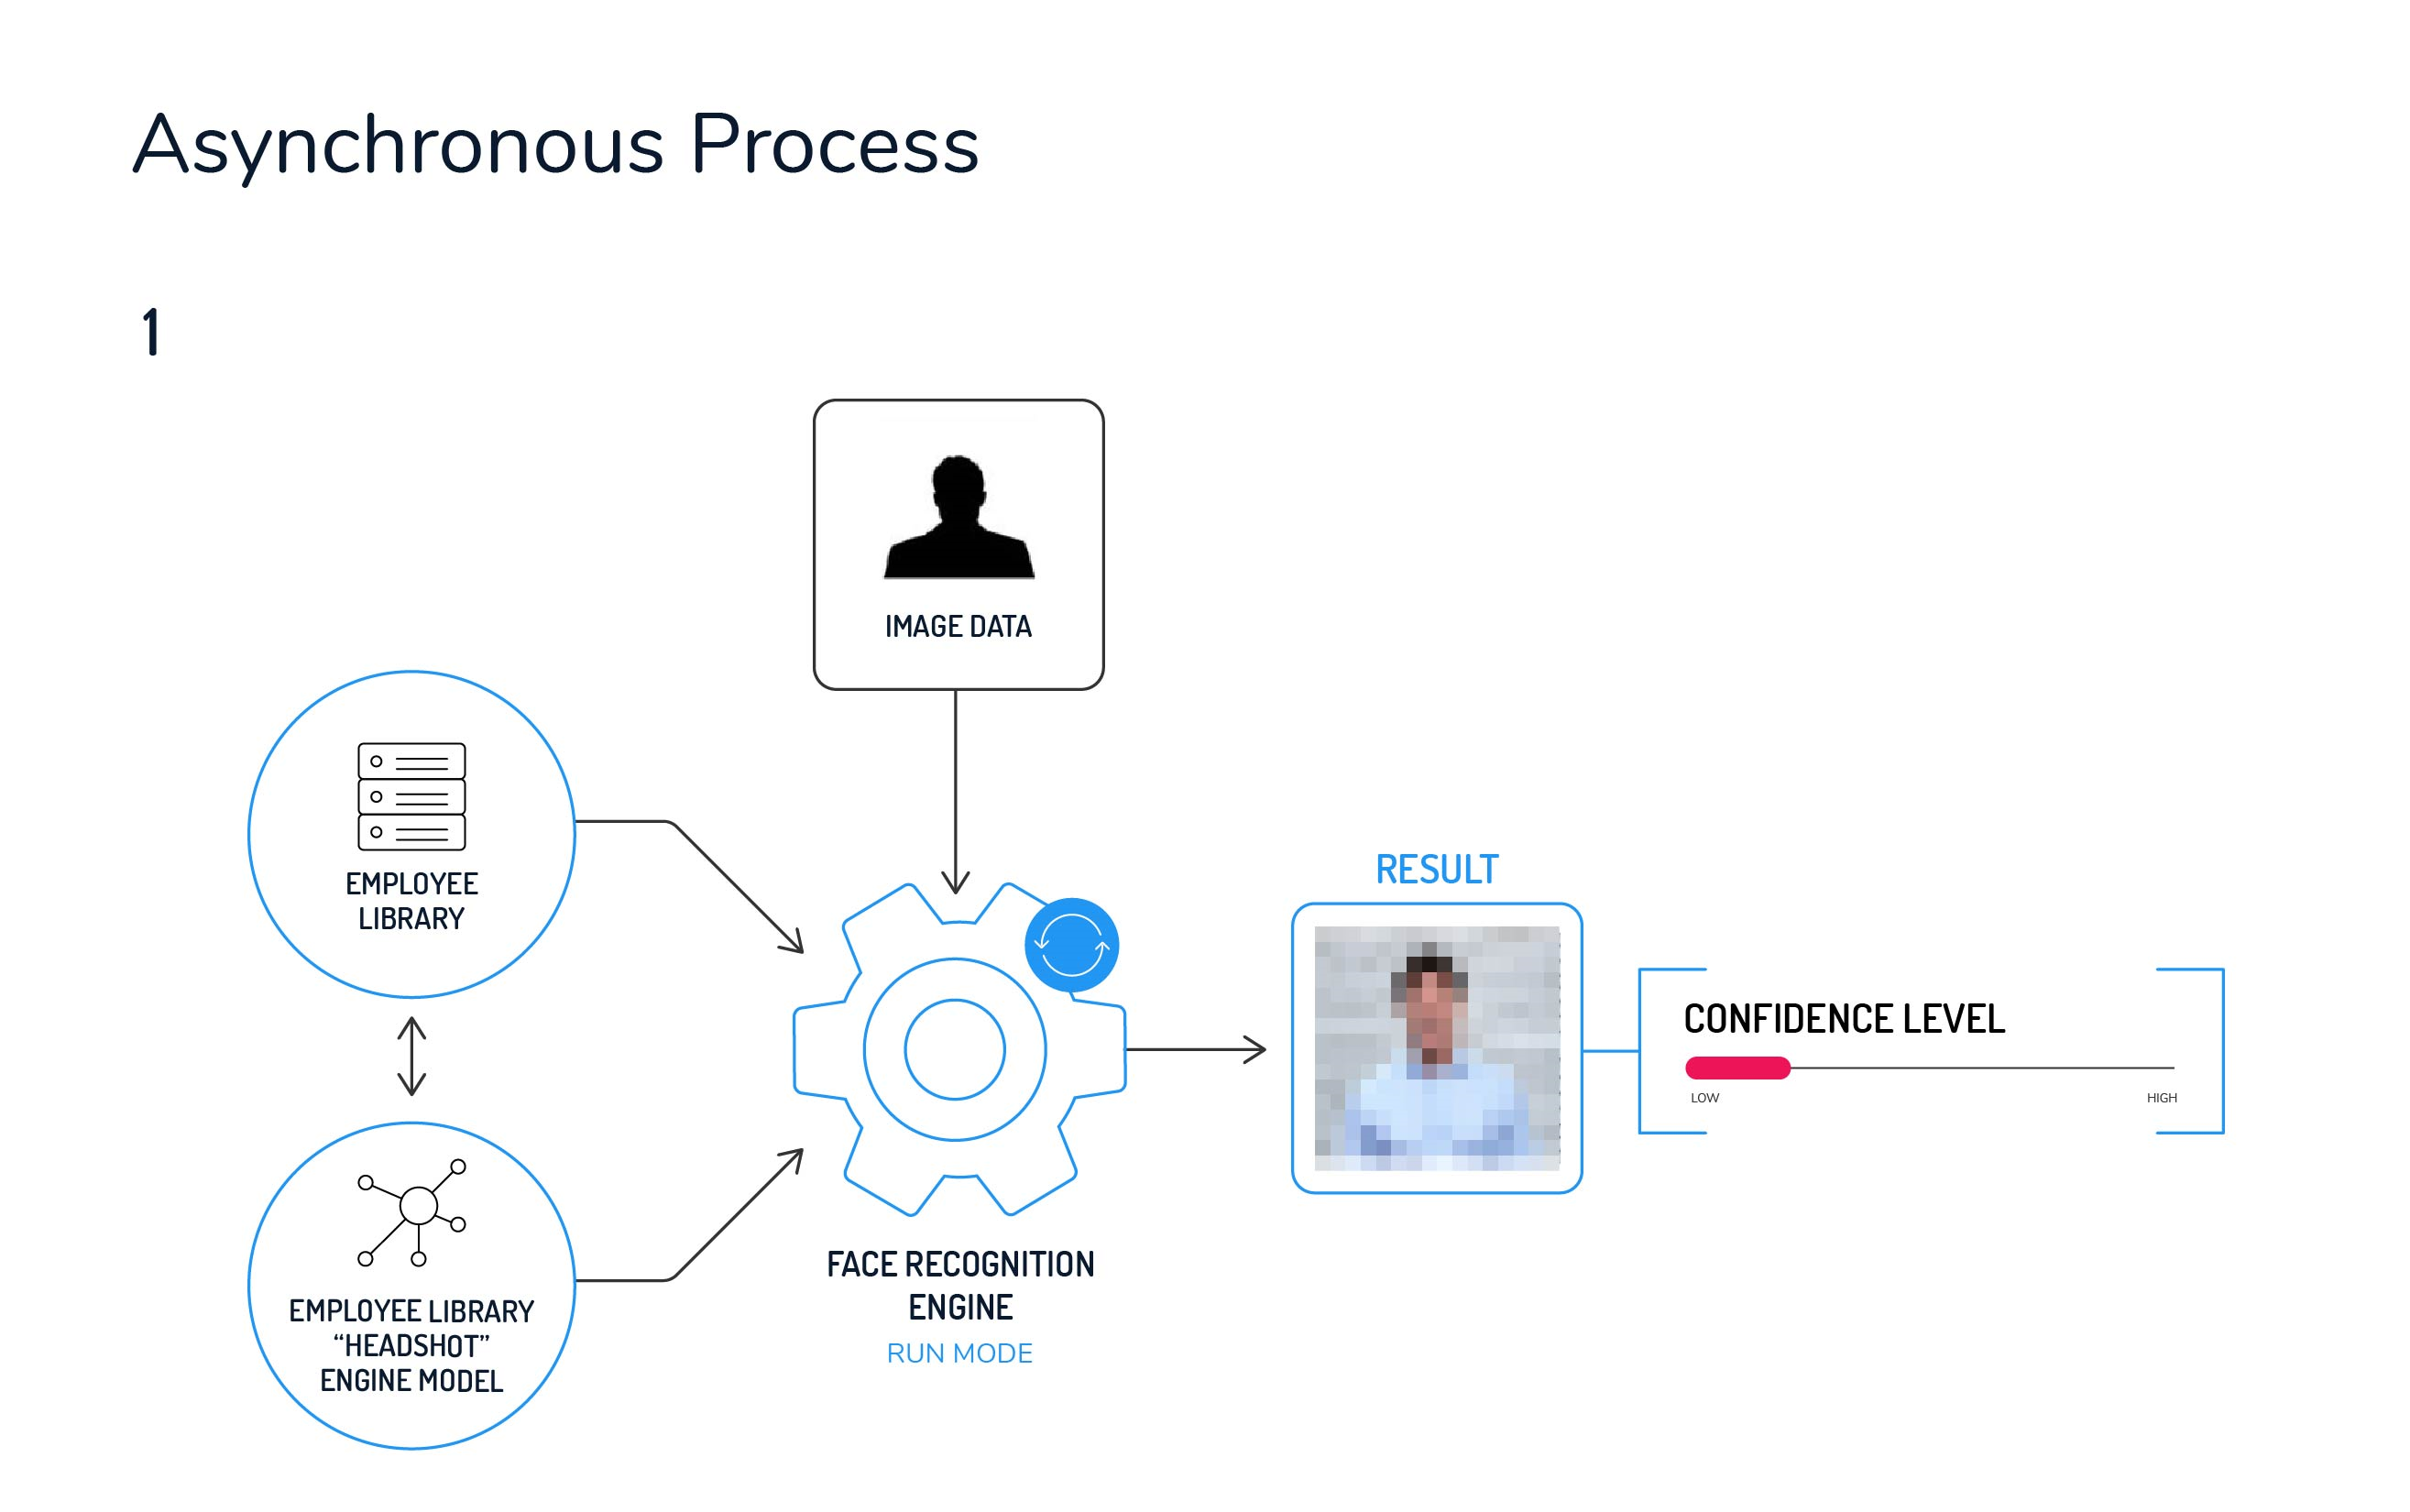 Asynchronous Process
1
IMAGE DATA
EMPLOYEE
LIBRARY
RESULT
CONFIDENCE LEVEL
LOW
HIGH
EMPLOYEE LIBRARY
“HEADSHOT”
ENGINE MODEL
FACE RECOGNITION
ENGINE
RUN MODE